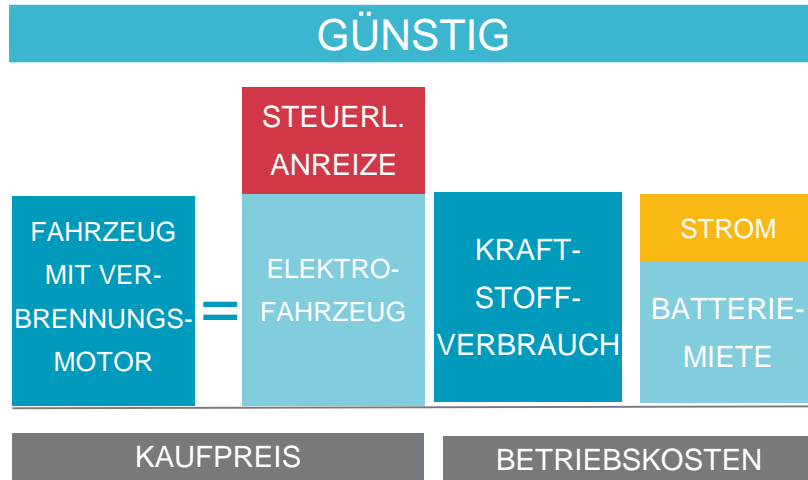 GÜNSTIG
STEUERL.
ANREIZE
FAHRZEUG
MIT VER-
BRENNUNGS-
MOTOR
=
ELEKTRO-
FAHRZEUG
KRAFT-
STOFF-
VERBRAUCH
STROM
BATTERIE-
MIETE
KAUFPREIS
BETRIEBSKOSTEN